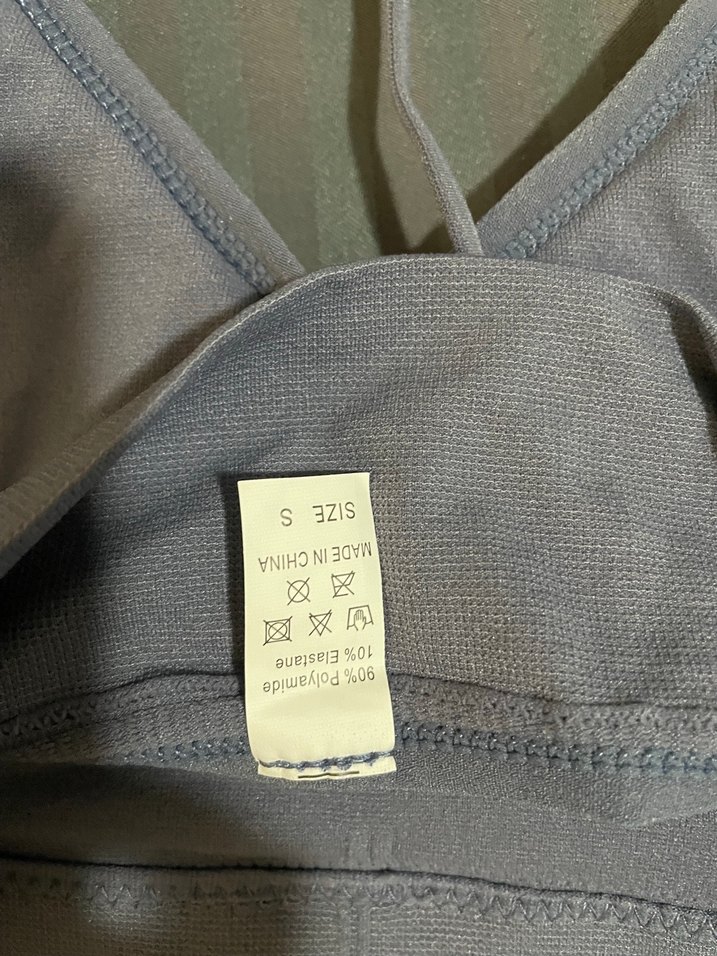 90% Polyamide
10% Elastane
MADE IN CHINA
SIZE S